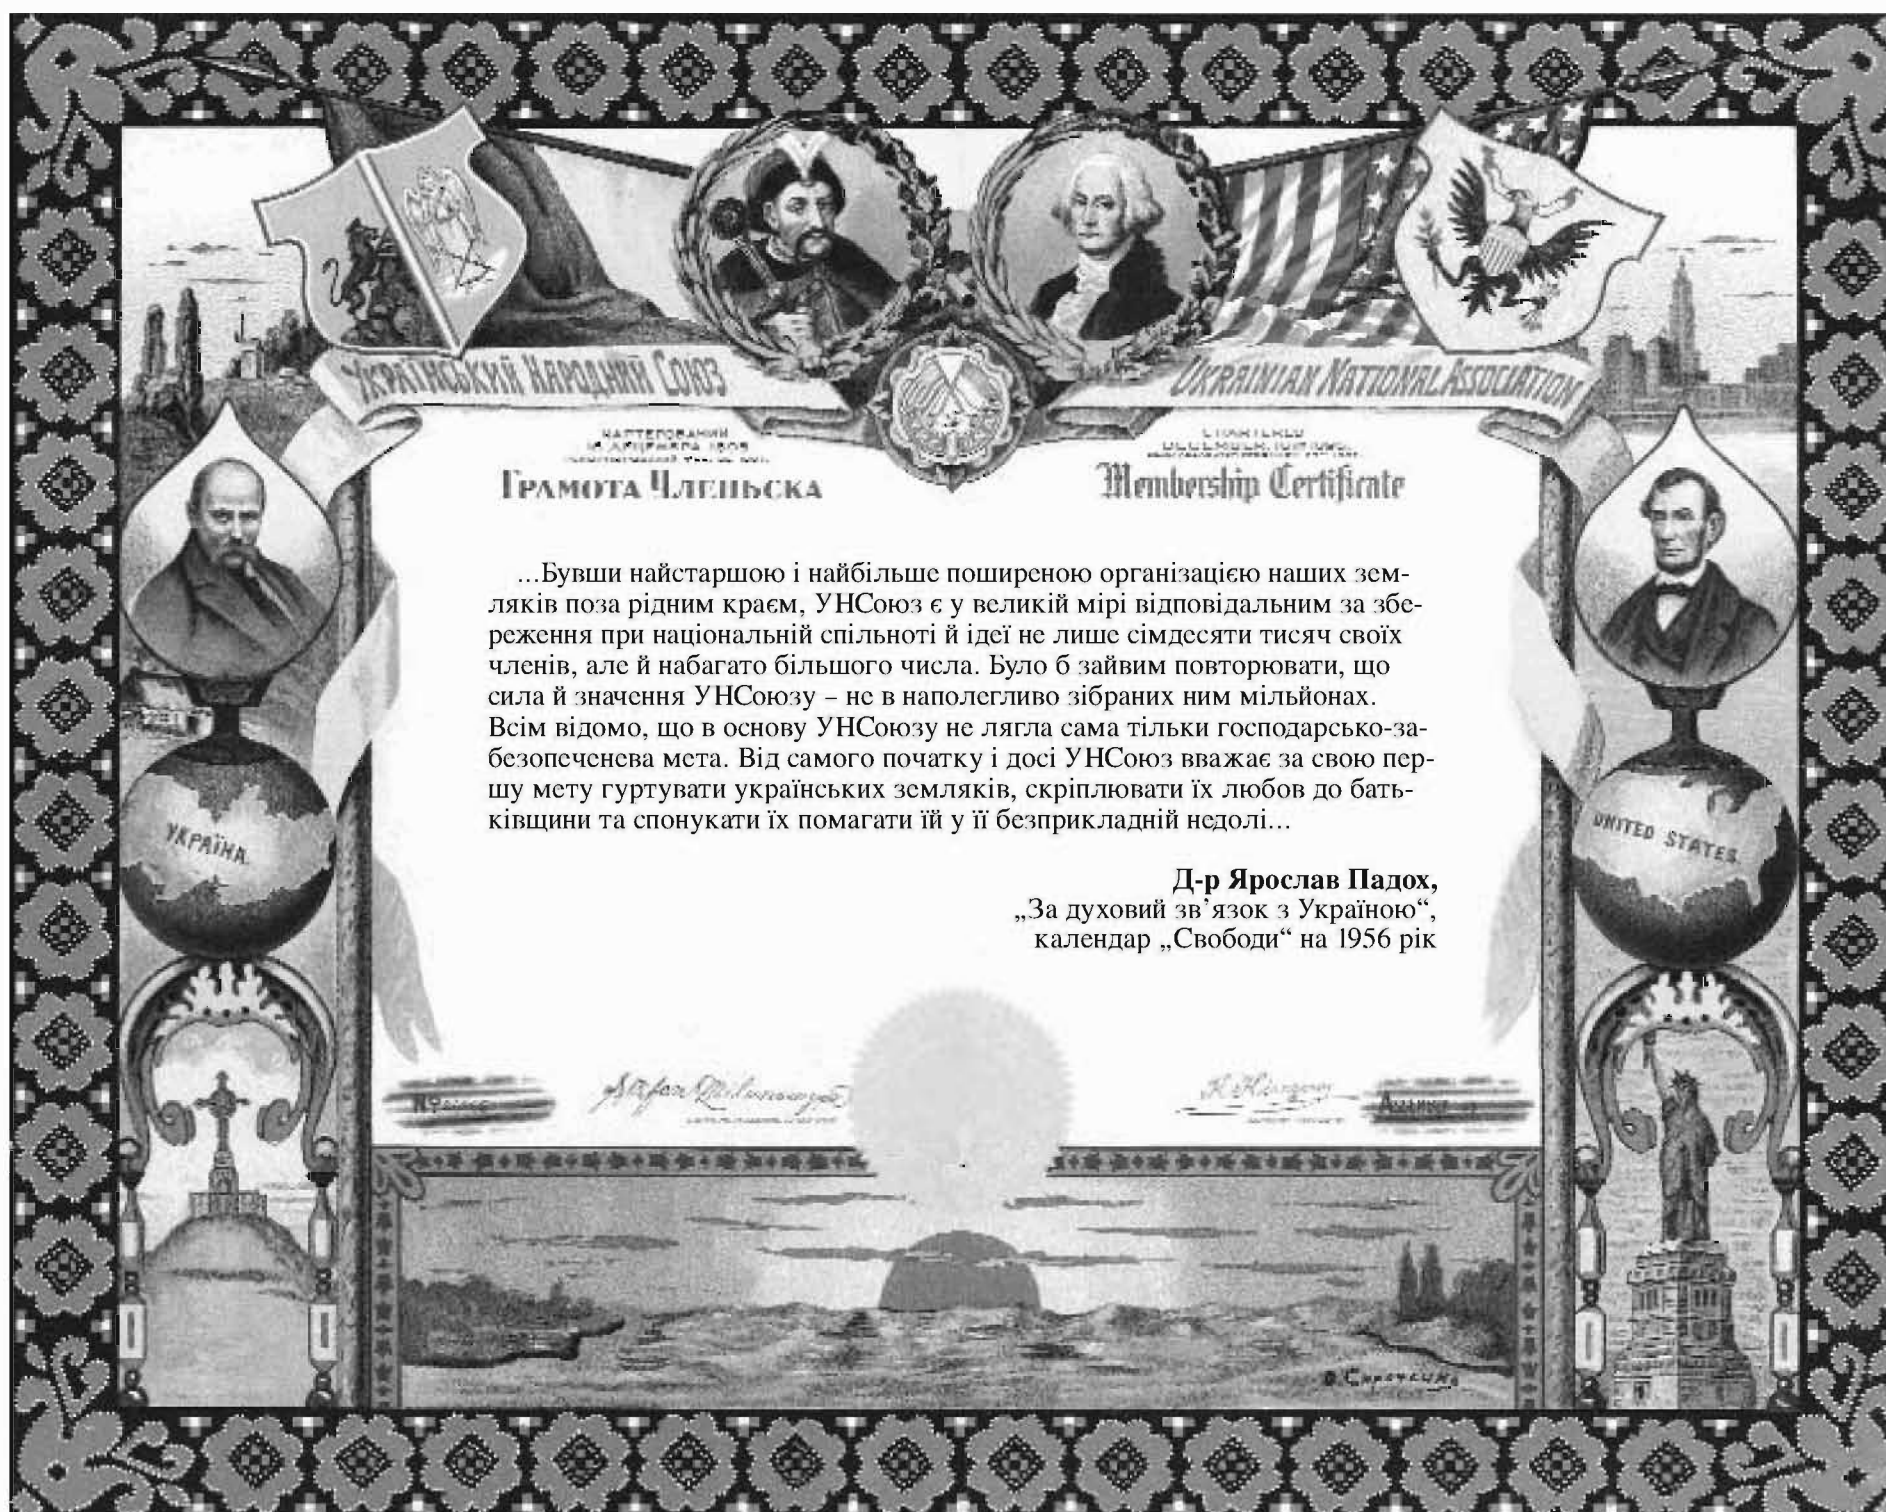 Український Народний Союз
Ukrainian National Association
ЧАРТЕРОВАНИЙ
CHARTERED
Грамота Членьска
Membership Certificate
...Бувши найстаршою і найбільше поширеною організацією наших зем-
ляків поза рідним краєм, УНСоюз є у великій мірі відповідальним за збе-
реження при національній спільноті й ідеї не лише сімдесяти тисяч своїх
членів, але й набагато більшого числа. Було б зайвим повторювати, що
сила й значення УНСоюзу – не в наполегливо зібраних ним мільйонах.
Всім відомо, що в основу УНСоюзу не лягла сама тільки господарсько-за-
безпеченева мета. Від самого початку і досі УНСоюз вважає за свою пер-
шу мету гуртувати українських земляків, скріплювати їх любов до бать-
ківщини та спонукати їх помагати їй у її безприкладній недолі...
УКРАЇНА
UNITED STATES
Д-р Ярослав Падох,
„За духовий зв’язок з Україною“,
календар „Свободи“ на 1956 рік